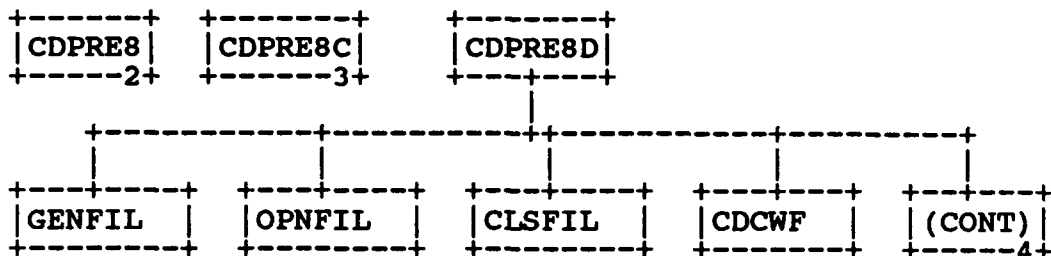 CDPRE8 CDPRE8C CDPRE8D
2 3
GENFIL OPNFIL CLSFIL CDCWF (CONT)
4